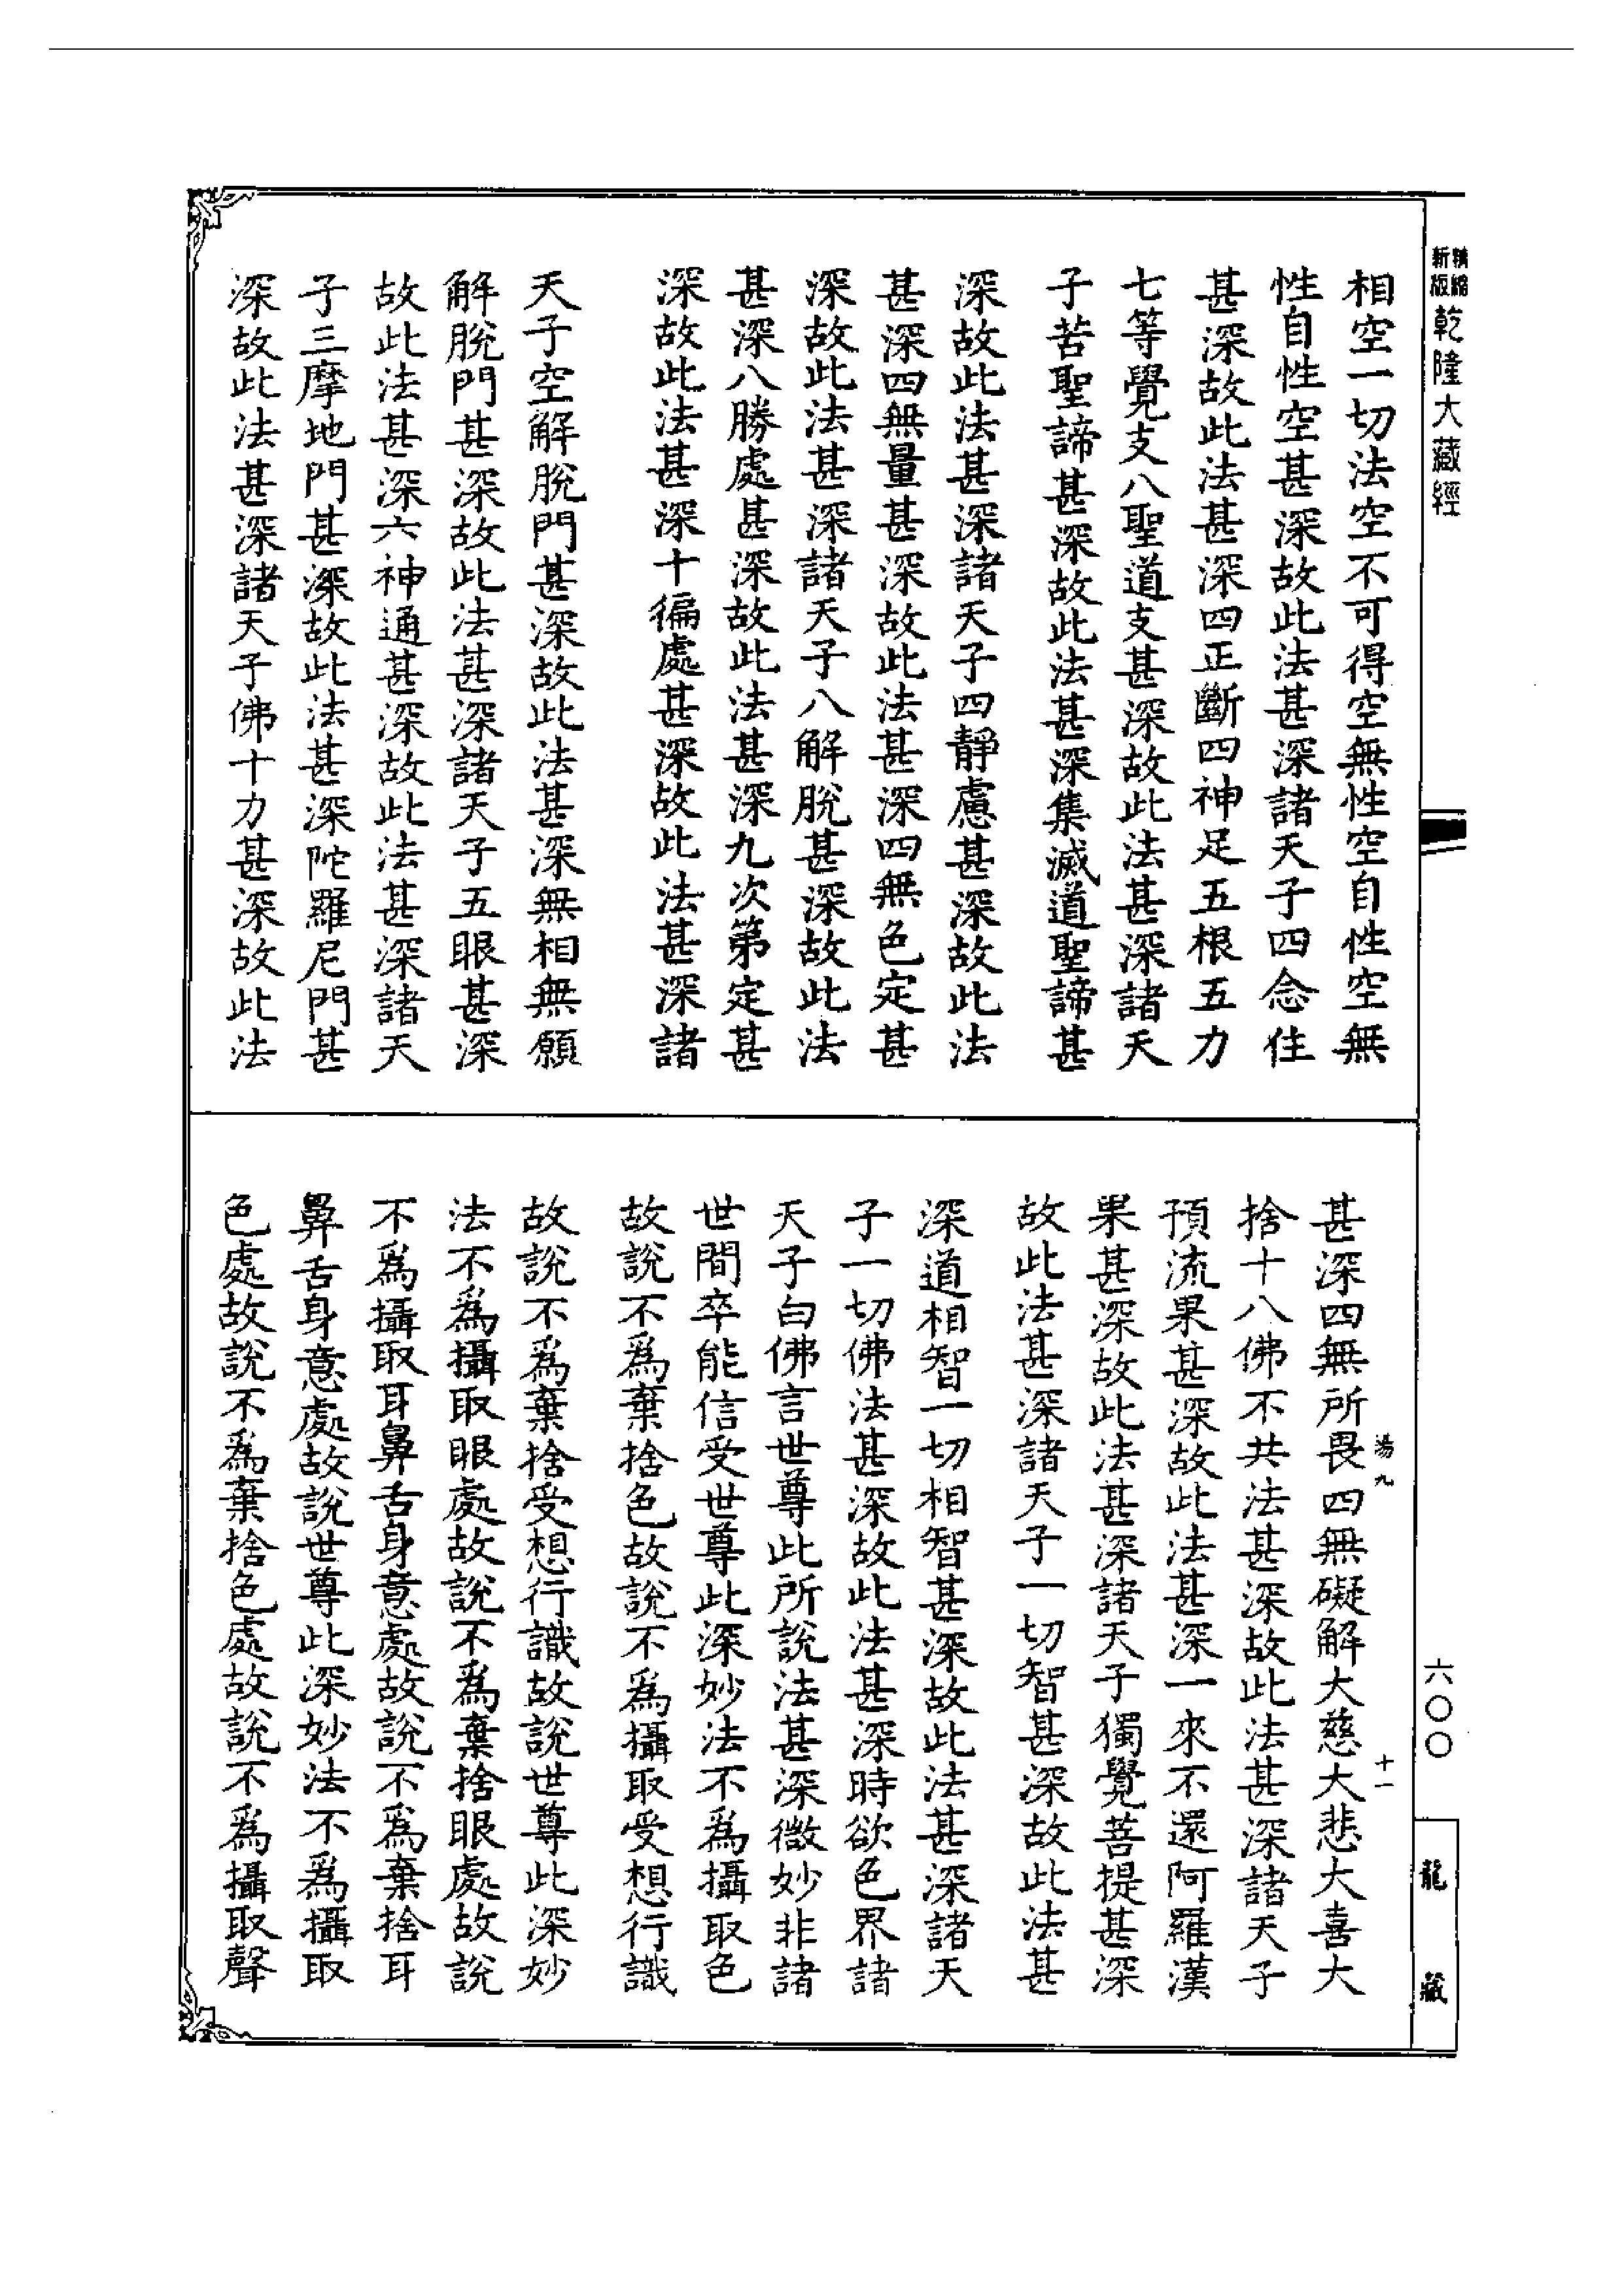 精縮新版乾隆大藏經
相空一切法空不可得空無性空自性空無
性自性空甚深故此法甚深諸天子四念住
甚深故此法甚深四正斷四神足五根五力
七等覺支八聖道支甚深故此法甚深諸天
子苦聖諦甚深故此法甚深集滅道聖諦甚
深故此法甚深諸天子四靜慮甚深故此法
甚深四無量甚深故此法甚深四無色定甚
深故此法甚深諸天子八解脫甚深故此法
甚深八勝處甚深故此法甚深九次第定甚
深故此法甚深十徧處甚深故此法甚深諸
天子空解脫門甚深故此法甚深無相無願
解脫門甚深故此法甚深諸天子五眼甚深
故此法甚深六神通甚深故此法甚深諸天
子三摩地門甚深故此法甚深陀羅尼門甚
深故此法甚深諸天子佛十力甚深故此法
甚深四無所畏四無礙解大慈大悲大喜大
捨十八佛不共法甚深故此法甚深諸天子
預流果甚深故此法甚深一來不還阿羅漢
果甚深故此法甚深諸天子獨覺菩提甚深
故此法甚深諸天子一切智甚深故此法甚
深道相智一切相智甚深故此法甚深諸天
子一切佛法甚深故此法甚深時欲色界諸
天子白佛言世尊此所說法甚深微妙非諸
世間卒能信受世尊此深妙法不爲攝取色
故說不爲棄捨色故說不爲攝取受想行識
故說不爲棄捨受想行識故說世尊此深妙
法不爲攝取眼處故說不爲棄捨眼處故說
不爲攝取耳鼻舌身意處故說不爲棄捨耳
鼻舌身意處故說世尊此深妙法不爲攝取
色處故說不爲棄捨色處故說不爲攝取聲
湯九
十一
六〇〇
龍藏